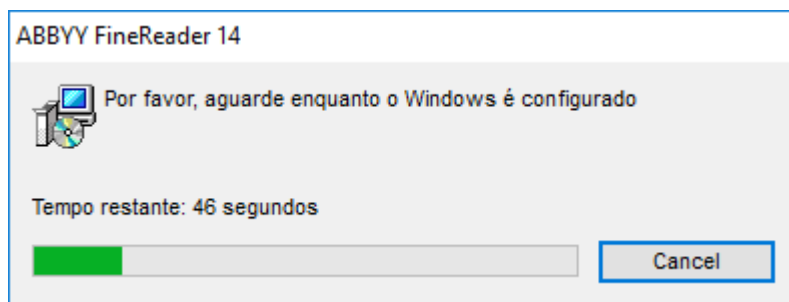 ABBYY FineReader 14
Por favor, aguarde enquanto o Windows é configurado
Tempo restante: 46 segundos
Cancel